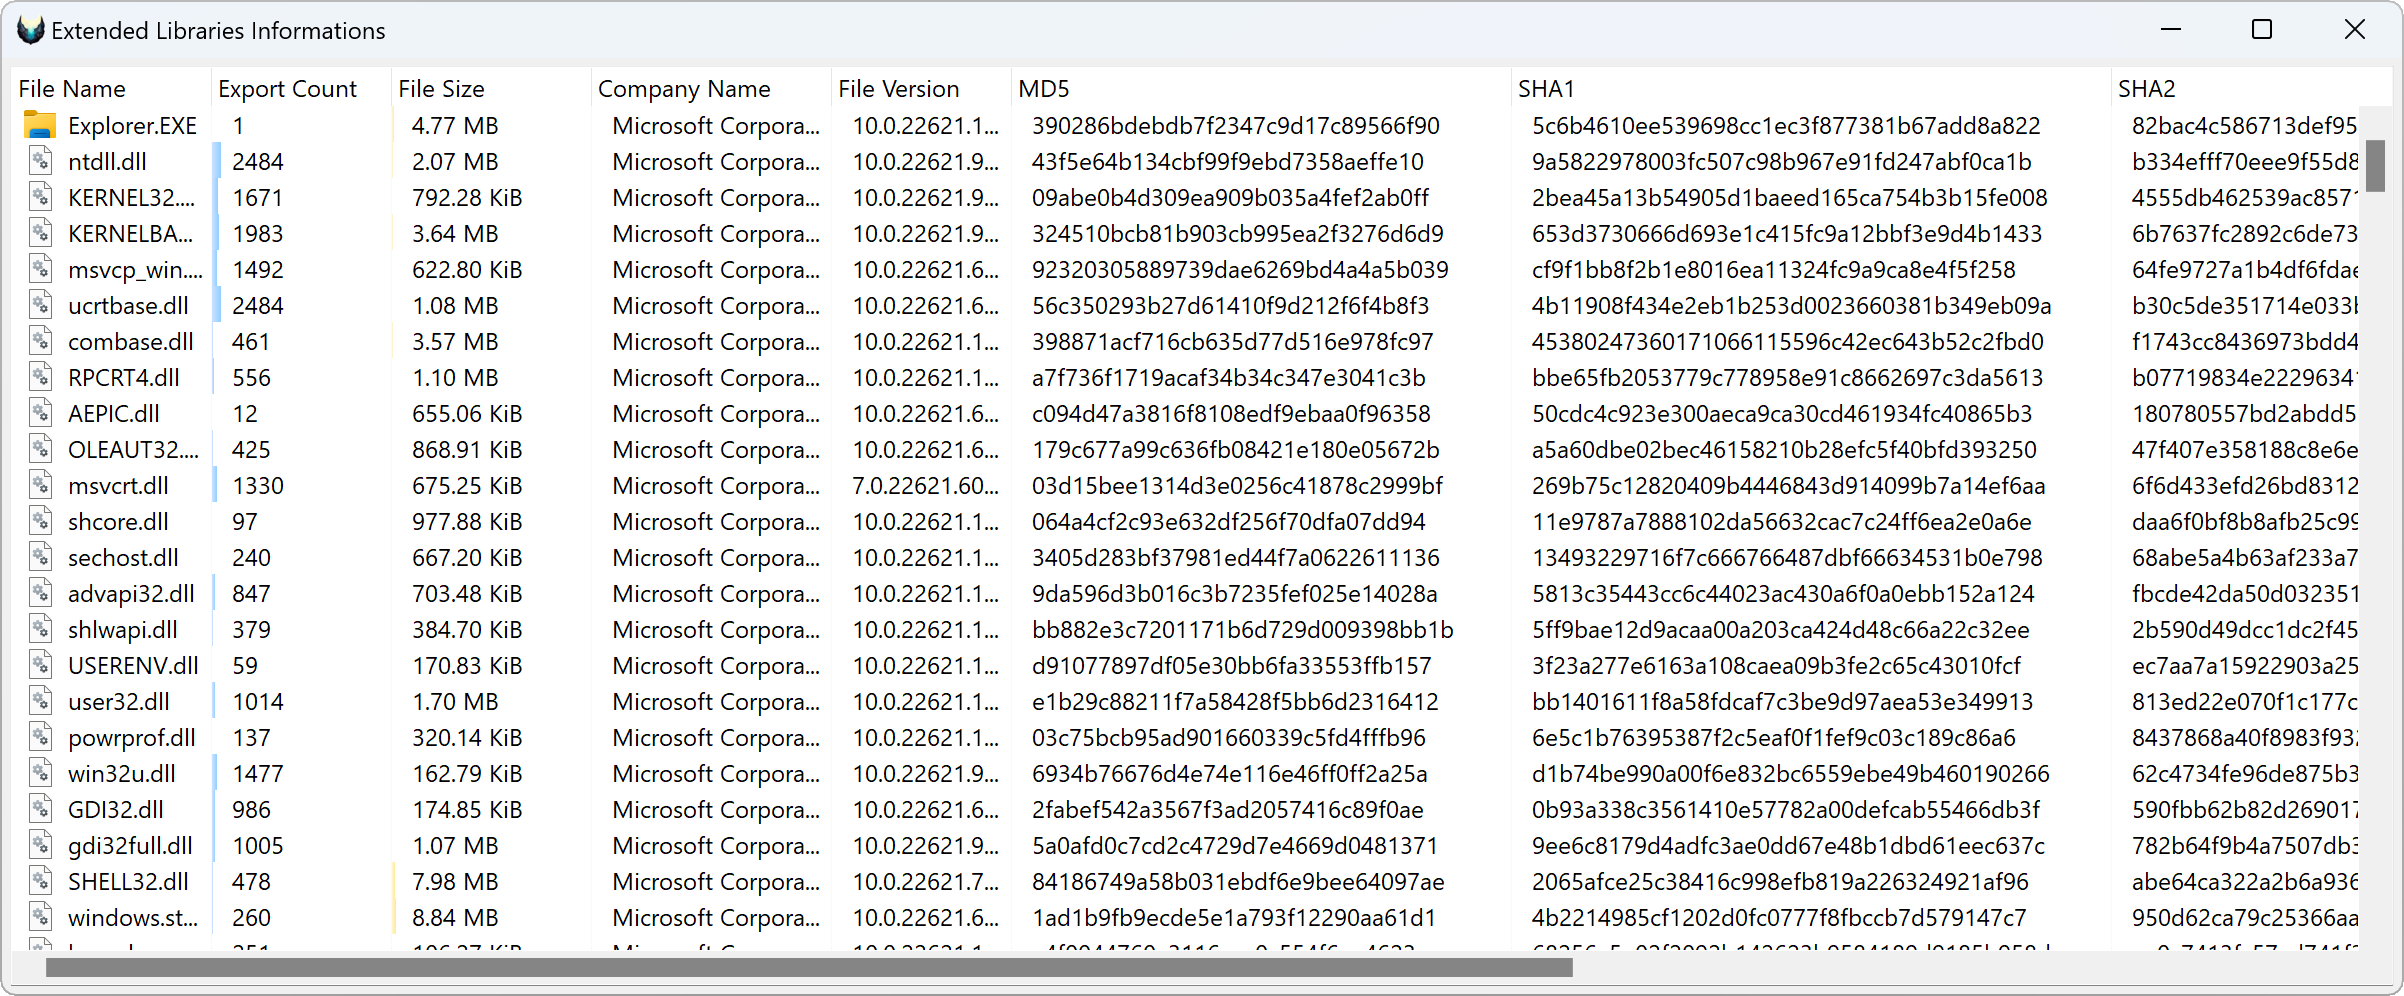 Extended Libraries Informations
File Name Export Count File Size Company Name File Version MD5 SHA1 SHA2
Explorer.EXE 1 4.77 MB Microsoft Corpora... 10.0.22621.1... 390286bdebdb7f2347c9d17c89566f90 5c6b4610ee539698cc1ec3f877381b67add8a822 82bac4c586713def95
ntdll.dll 2484 2.07 MB Microsoft Corpora... 10.0.22621.9... 43f5e64b134cbf99f9ebd7358aeffe10 9a5822978003fc507c98b967e91fd247abf0ca1b b334efff70eee9f55d8
KERNEL32.... 1671 792.28 KiB Microsoft Corpora... 10.0.22621.9... 09abe0b4d309ea909b035a4fef2ab0ff 2bea45a13b54905d1baeed165ca754b3b15fe008 4555db462539ac857
KERNELBA... 1983 3.64 MB Microsoft Corpora... 10.0.22621.9... 324510bcb81b903cb995ea2f3276d6d9 653d3730666d693e1c415fc9a12bbf3e9d4b1433 6b7637fc2892c6de73
msvcp_win.... 1492 622.80 KiB Microsoft Corpora... 10.0.22621.6... 92320305889739dae6269bd4a4a5b039 cf9f1bb8f2b1e8016ea11324fc9a9ca8e4f5f258 64fe9727a1b4df6fdae
ucrtbase.dll 2484 1.08 MB Microsoft Corpora... 10.0.22621.6... 56c350293b27d61410f9d212f6f4b8f3 4b11908f434e2eb1b253d0023660381b349eb09a b30c5de351714e033b
combase.dll 461 3.57 MB Microsoft Corpora... 10.0.22621.1... 398871acf716cb635d77d516e978fc97 45380247360171066115596c42ec643b52c2fbd0 f1743cc8436973bdd4
RPCRT4.dll 556 1.10 MB Microsoft Corpora... 10.0.22621.1... a7f736f1719acaf34b34c347e3041c3b bbe65fb2053779c778958e91c8662697c3da5613 b07719834e22296341
AEPIC.dll 12 655.06 KiB Microsoft Corpora... 10.0.22621.6... c094d47a3816f8108edf9ebaa0f96358 50cdc4c923e300aeca9ca30cd461934fc40865b3 180780557bd2abdd5
OLEAUT32.... 425 868.91 KiB Microsoft Corpora... 10.0.22621.6... 179c677a99c636fb08421e180e05672b a5a60dbe02bec46158210b28efc5f40bfd393250 47f407e358188c8e6e
msvcrt.dll 1330 675.25 KiB Microsoft Corpora... 7.0.22621.60... 03d15bee1314d3e0256c41878c2999bf 269b75c12820409b4446843d914099b7a14ef6aa 6f6d433efd26bd8312
shcore.dll 97 977.88 KiB Microsoft Corpora... 10.0.22621.1... 064a4cf2c93e632df256f70dfa07dd94 11e9787a7888102da56632cac7c24ff6ea2e0a6e daa6f0bf8b8afb25c99
sechost.dll 240 667.20 KiB Microsoft Corpora... 10.0.22621.1... 3405d283bf37981ed44f7a0622611136 13493229716f7c666766487dbf66634531b0e798 68abe5a4b63af233a7
advapi32.dll 847 703.48 KiB Microsoft Corpora... 10.0.22621.1... 9da596d3b016c3b7235fef025e14028a 5813c35443cc6c44023ac430a6f0a0ebb152a124 fbcde42da50d032351
shlwapi.dll 379 384.70 KiB Microsoft Corpora... 10.0.22621.1... bb882e3c7201171b6d729d009398bb1b 5ff9bae12d9acaa00a203ca424d48c66a22c32ee 2b590d49dcc1dc2f45
USERENV.dll 59 170.83 KiB Microsoft Corpora... 10.0.22621.1... d91077897df05e30bb6fa33553ffb157 3f23a277e6163a108caea09b3fe2c65c43010fcf ec7aa7a15922903a25
user32.dll 1014 1.70 MB Microsoft Corpora... 10.0.22621.1... e1b29c88211f7a58428f5bb6d2316412 bb1401611f8a58fdcaf7c3be9d97aea53e349913 813ed22e070f1c177c
powrprof.dll 137 320.14 KiB Microsoft Corpora... 10.0.22621.1... 03c75bcb95ad901660339c5fd4fffb96 6e5c1b76395387f2c5eaf0f1fef9c03c189c86a6 8437868a40f8983f93
win32u.dll 1477 162.79 KiB Microsoft Corpora... 10.0.22621.9... 6934b76676d4e74e116e46ff0ff2a25a d1b74be990a00f6e832bc6559ebe49b460190266 62c4734fe96de875b3
GDI32.dll 986 174.85 KiB Microsoft Corpora... 10.0.22621.6... 2fabef542a3567f3ad2057416c89f0ae 0b93a338c3561410e57782a00defcab55466db3f 590fbb62b82d269017
gdi32full.dll 1005 1.07 MB Microsoft Corpora... 10.0.22621.9... 5a0afd0c7cd2c4729d7e4669d0481371 9ee6c8179d4adfc3ae0dd67e48b1dbd61eec637c 782b64f9b4a7507db3
SHELL32.dll 478 7.98 MB Microsoft Corpora... 10.0.22621.7... 84186749a58b031ebdf6e9bee64097ae 2065afce25c38416c998efb819a226324921af96 abe64ca322a2b6a936
windows.st... 260 8.84 MB Microsoft Corpora... 10.0.22621.6... 1ad1b9fb9ecde5e1a793f12290aa61d1 4b2214985cf1202d0fc0777f8fbccb7d579147c7 950d62ca79c25366aa